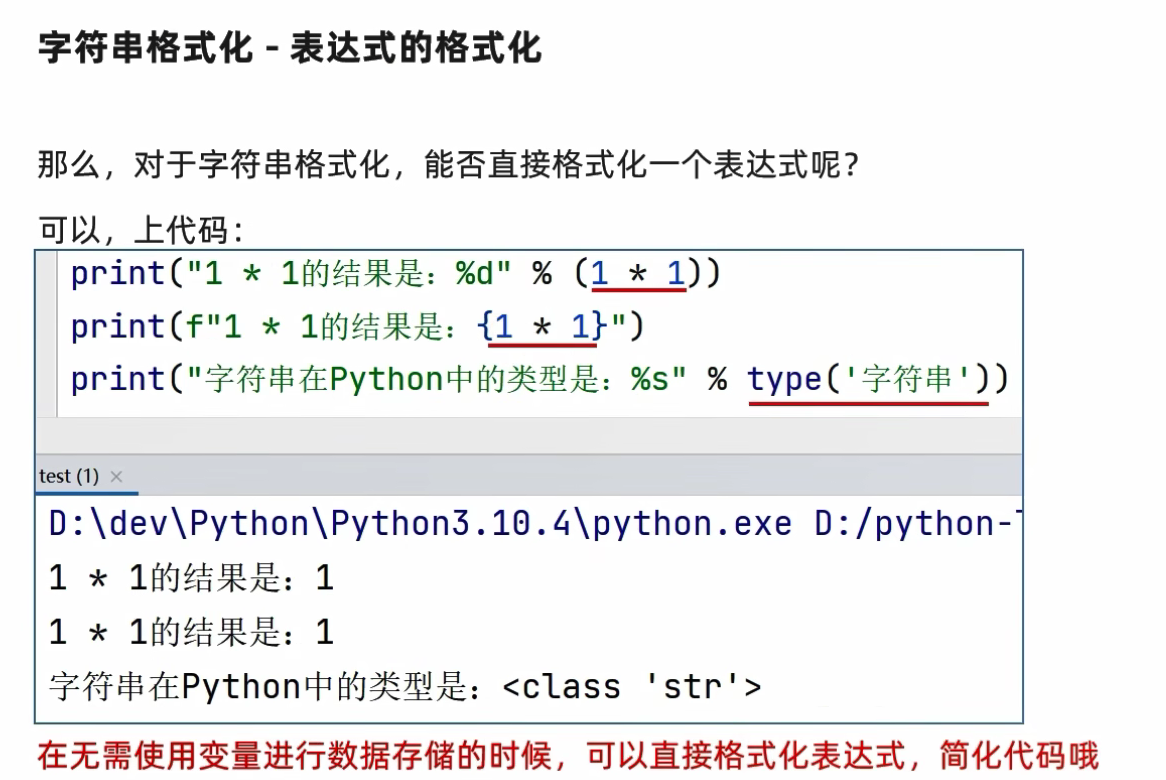 字符串格式化 - 表达式的格式化
那么，对于字符串格式化，能否直接格式化一个表达式呢？
可以，上代码：
print("1 * 1的结果是：%d" % (1 * 1))
print(f"1 * 1的结果是：{1 * 1}")
print("字符串在Python中的类型是：%s" % type('字符串'))
test (1) ×
D:\dev\Python\Python3.10.4\python.exe D:/python-
1 * 1的结果是：1
1 * 1的结果是：1
字符串在Python中的类型是：<class 'str'>
在无需使用变量进行数据存储的时候，可以直接格式化表达式，简化代码哦